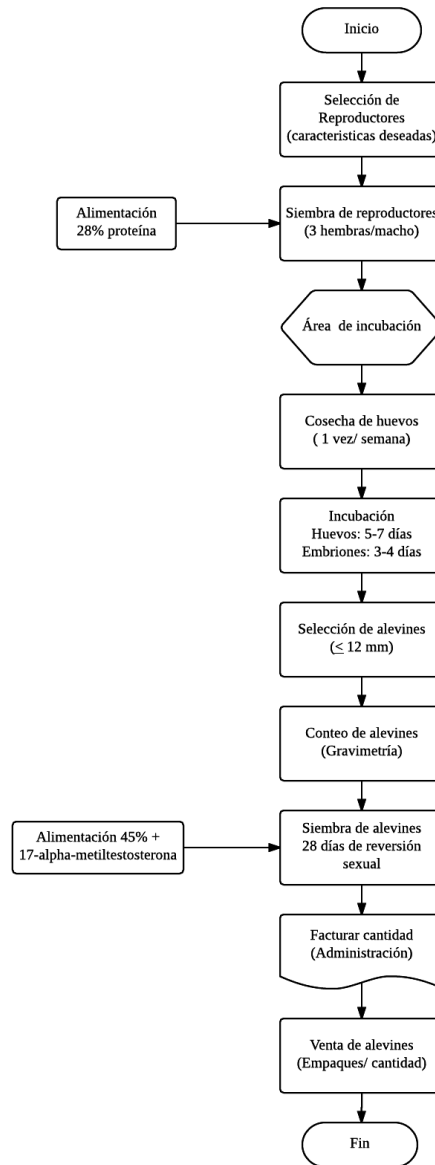 Inicio
Selección de
Reproductores
(caracteristicas deseadas)
Alimentación
28% proteína
Siembra de reproductores
(3 hembras/macho)
Área  de incubación
Cosecha de huevos
( 1 vez/ semana)
Incubación
Huevos: 5-7 días
Embriones: 3-4 días
Selección de alevines
(≤ 12 mm)
Conteo de alevines
(Gravimetría)
Alimentación 45% +
17-alpha-metiltestosterona
Siembra de alevines
28 días de reversión
sexual
Facturar cantidad
(Administración)
Venta de alevines
(Empaques/ cantidad)
Fin